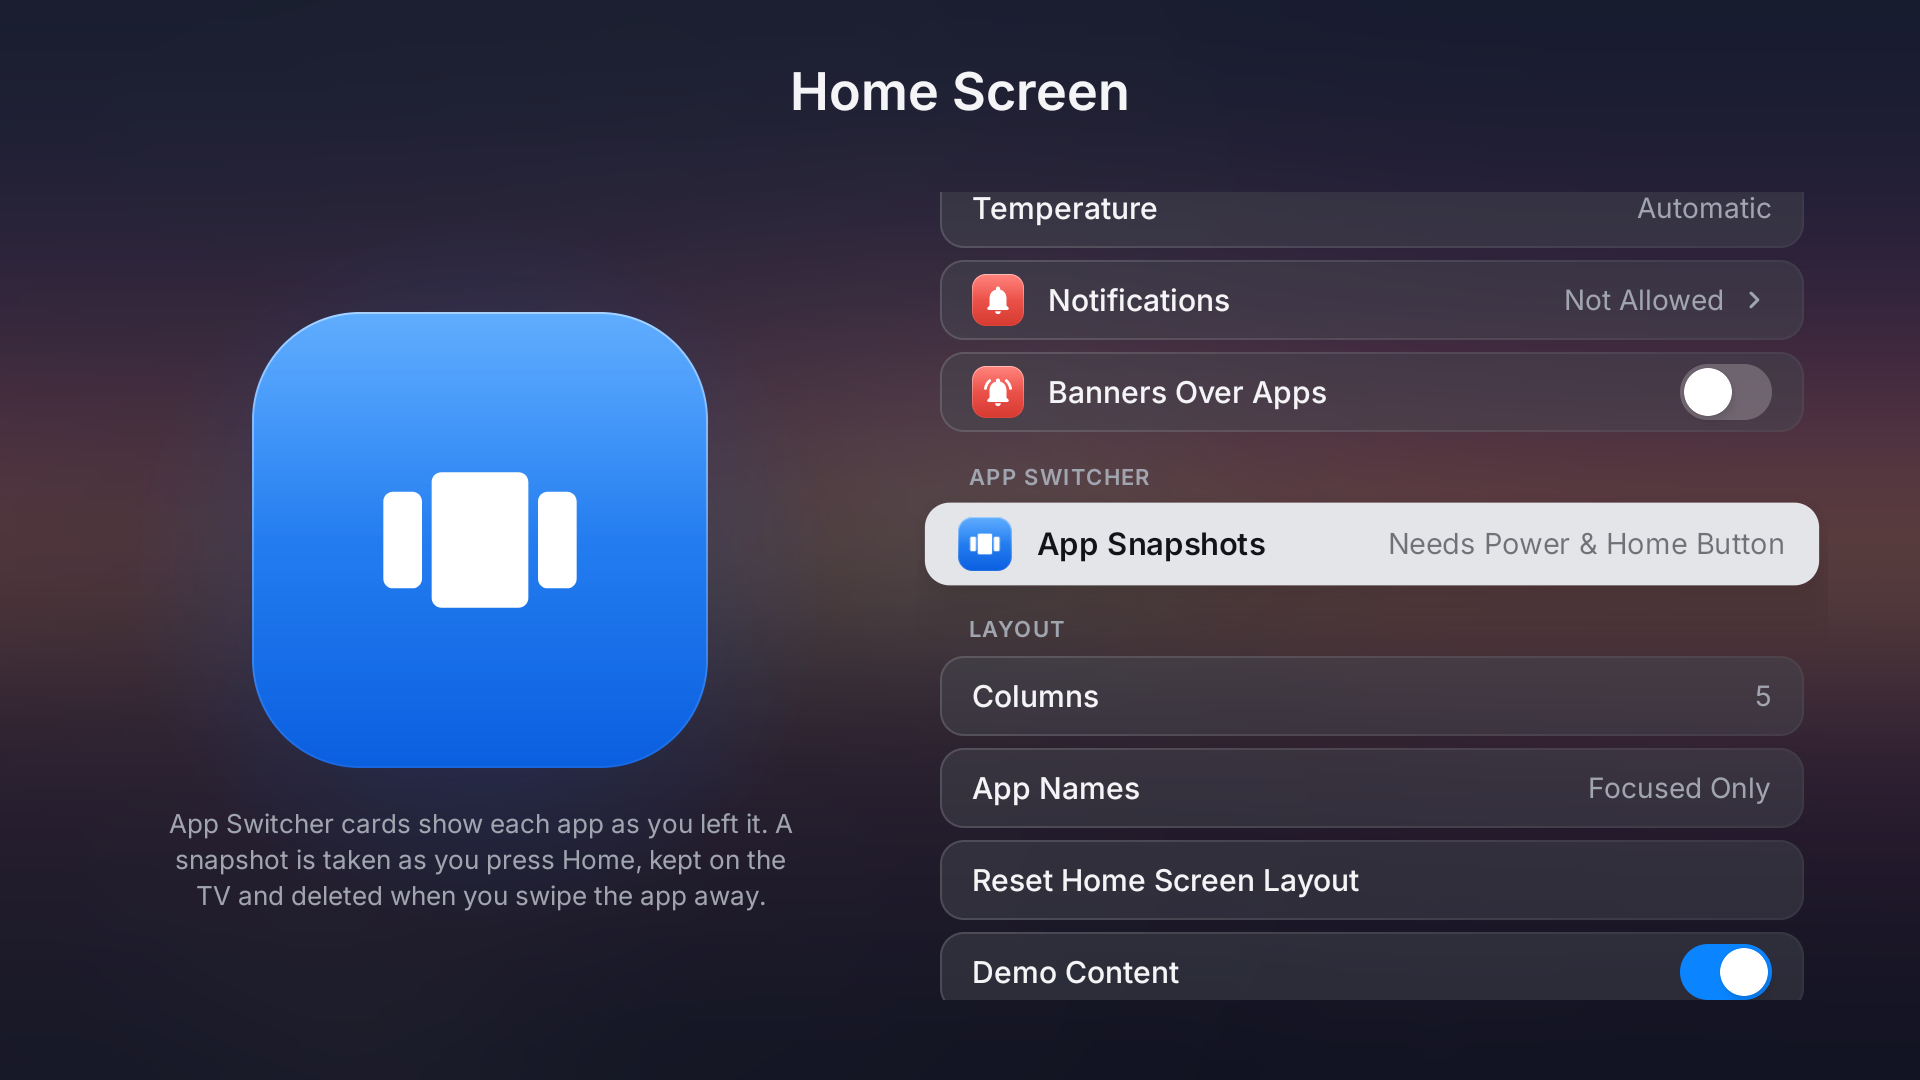 Home Screen
Temperature
Automatic
Notifications
Not Allowed
Banners Over Apps
APP SWITCHER
App Snapshots
Needs Power & Home Button
LAYOUT
Columns
5
App Names
Focused Only
Reset Home Screen Layout
Demo Content
App Switcher cards show each app as you left it. A
snapshot is taken as you press Home, kept on the
TV and deleted when you swipe the app away.